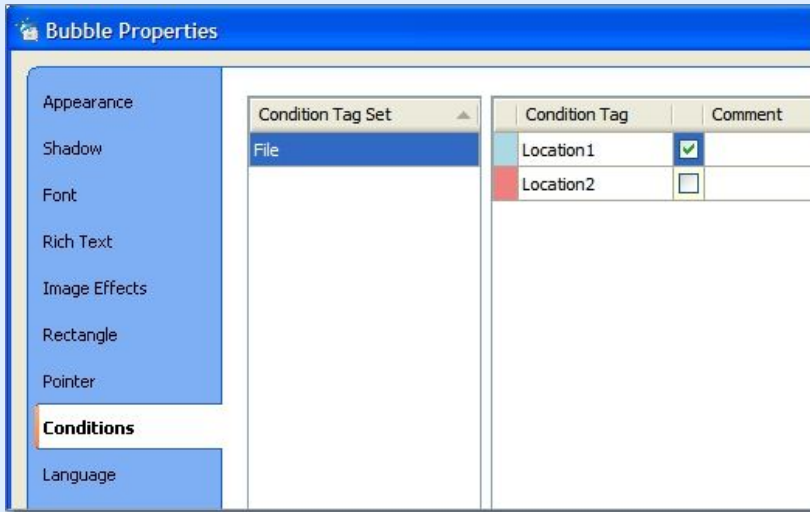 Bubble Properties
Appearance
Shadow
Font
Rich Text
Image Effects
Rectangle
Pointer
Conditions
Language
Condition Tag Set
File
Condition Tag Comment
Location1
Location2